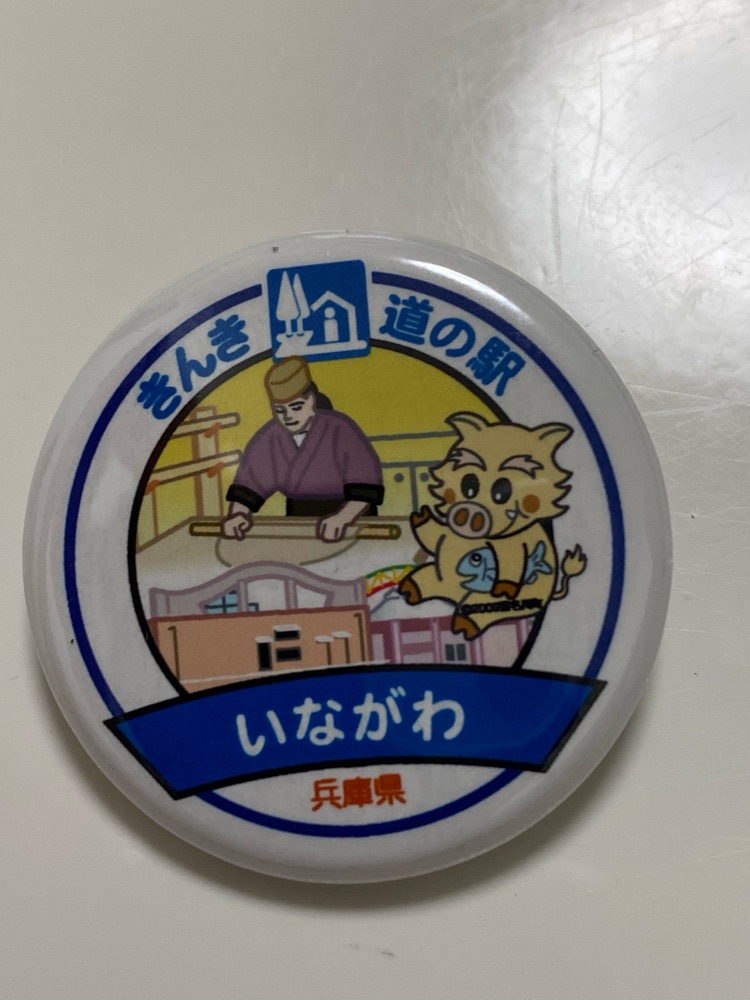 きんき 道の駅
いながわ
兵庫県